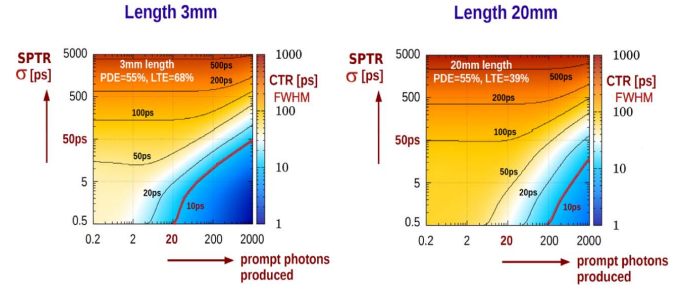 Length 3mm
SPTR
σ [ps]
5000
500
50ps
5
0.5
3mm length
PDE=55%, LTE=68%
500ps
200ps
100ps
50ps
20ps
10ps
0.2
2
20
200
2000
prompt photons
produced
1000
CTR [ps]
FWHM
100
10
1
Length 20mm
SPTR
σ [ps]
5000
500
50ps
5
0.5
20mm length
PDE=55%, LTE=39%
500ps
200ps
100ps
50ps
20ps
10ps
0.2
2
20
200
2000
prompt photons
produced
1000
CTR [ps]
FWHM
100
10
1